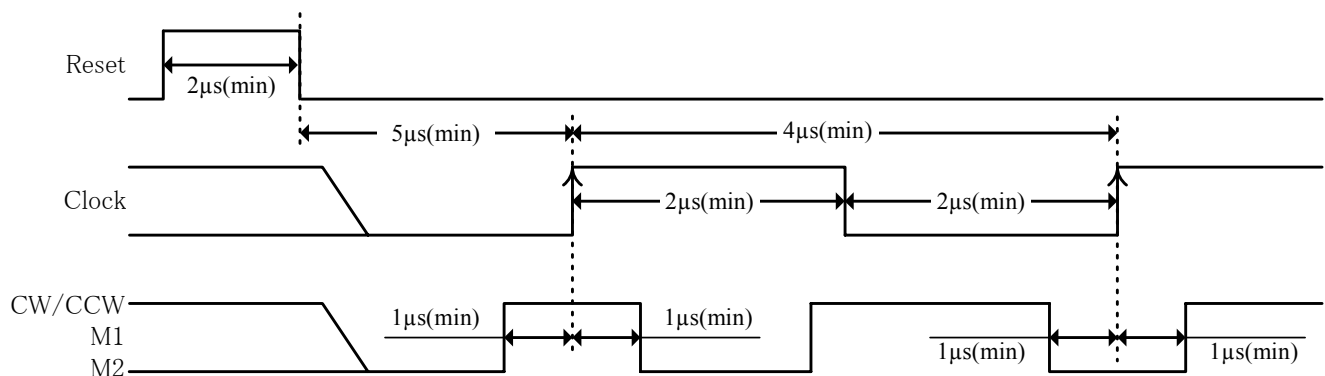 Reset
2µs(min)
5µs(min)
4µs(min)
Clock
2µs(min)
2µs(min)
CW/CCW
1µs(min)
1µs(min)
M1
1µs(min)
1µs(min)
M2